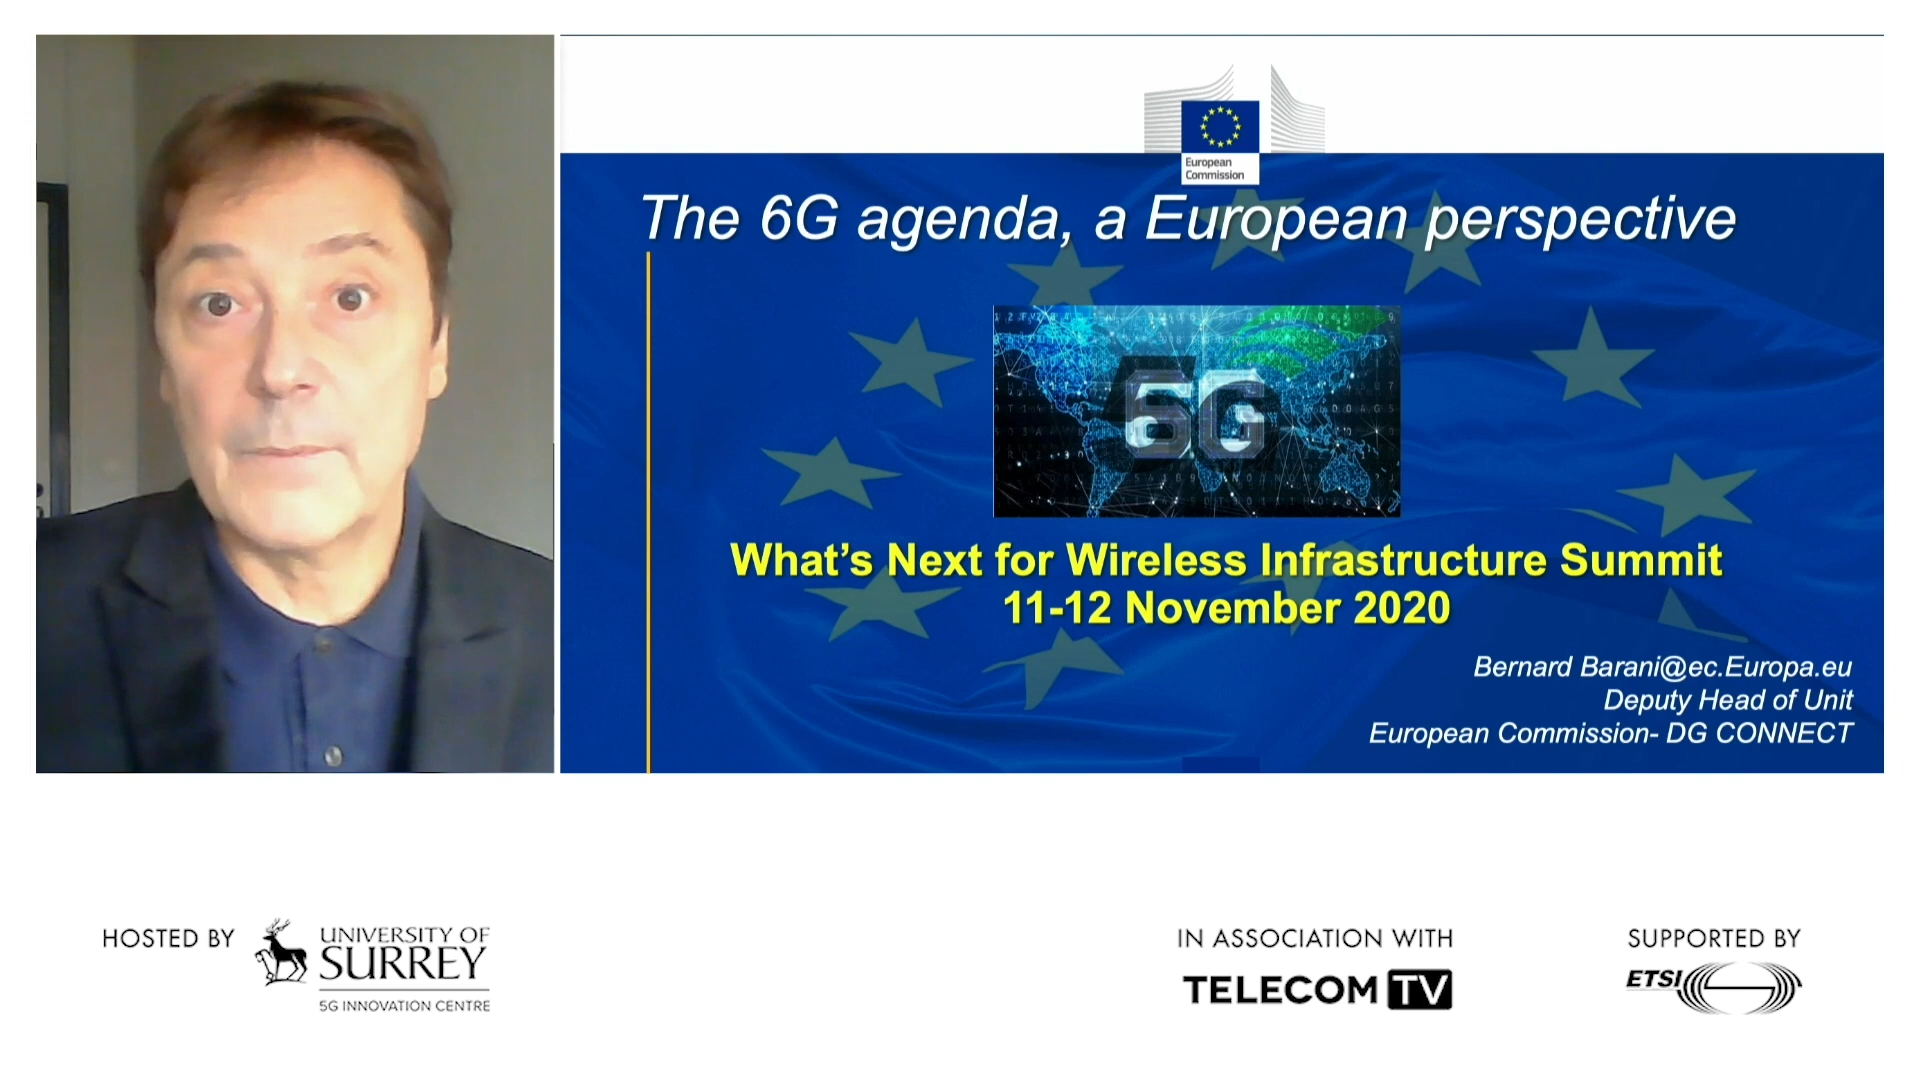 European
Commission
The 6G agenda, a European perspective
6G
What's Next for Wireless Infrastructure Summit
11-12 November 2020
Bernard Barani@ec.Europa.eu
Deputy Head of Unit
European Commission- DG CONNECT
HOSTED BY
UNIVERSITY OF
SURREY
5G INNOVATION CENTRE
IN ASSOCIATION WITH
TELECOM TV
SUPPORTED BY
ETSI